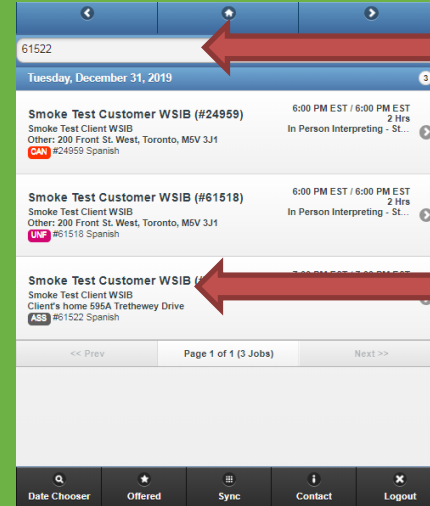 61522
Tuesday, December 31, 2019 3
Smoke Test Customer WSIB (#24959) 6:00 PM EST / 6:00 PM EST
Smoke Test Client WSIB 2 Hrs
Other: 200 Front St. West, Toronto, M5V 3J1 In Person Interpreting - St...
CAN #24959 Spanish
Smoke Test Customer WSIB (#61518) 6:00 PM EST / 6:00 PM EST
Smoke Test Client WSIB 2 Hrs
Other: 200 Front St. West, Toronto, M5V 3J1 In Person Interpreting - St...
UNF #61518 Spanish
Smoke Test Customer WSIB
Smoke Test Client WSIB
Client's home 595A Trethewey Drive
ASS #61522 Spanish
<< Prev Page 1 of 1 (3 Jobs) Next >>
Date Chooser Offered Sync Contact Logout